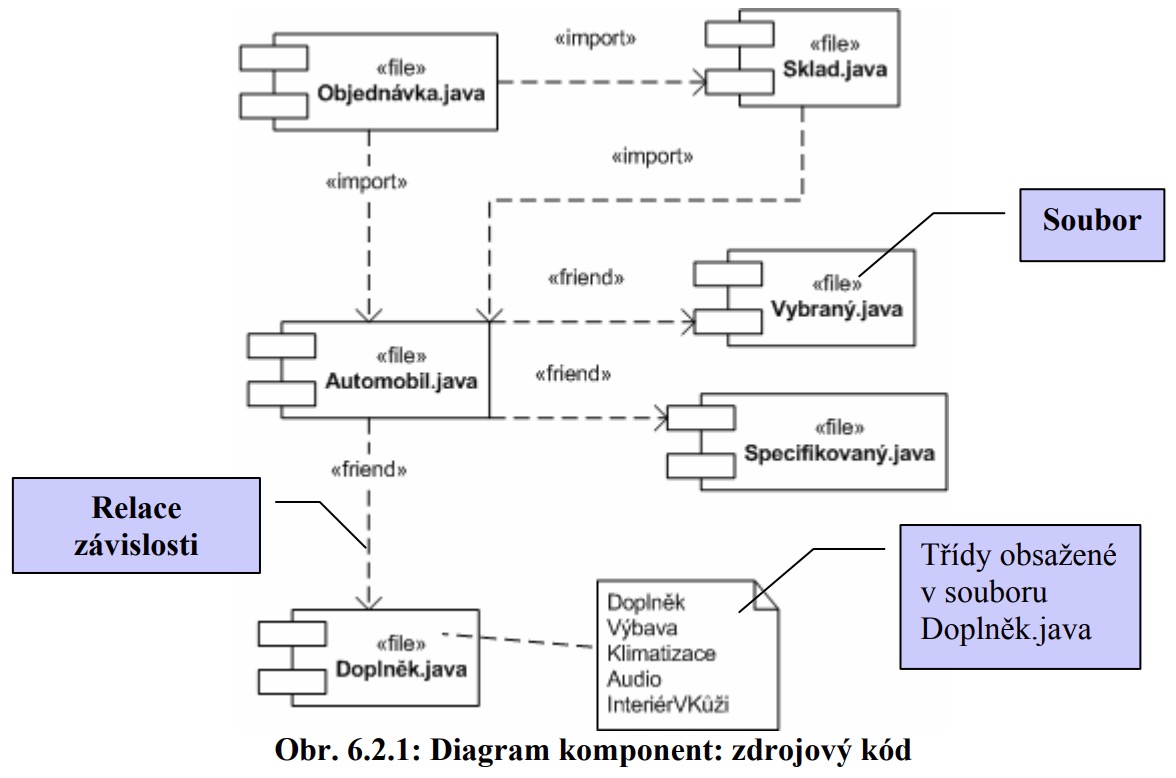 «import»
«file»
Objednávka.java
«file»
Sklad.java
«import»
«import»
Soubor
«friend»
«file»
Vybraný.java
«file»
Automobil.java
«friend»
«file»
Specifikovaný.java
«friend»
Relace
závislosti
Třídy obsažené
v souboru
Doplněk.java
Doplněk
Výbava
Klimatizace
Audio
InteriérVKůži
«file»
Doplněk.java
Obr. 6.2.1: Diagram komponent: zdrojový kód